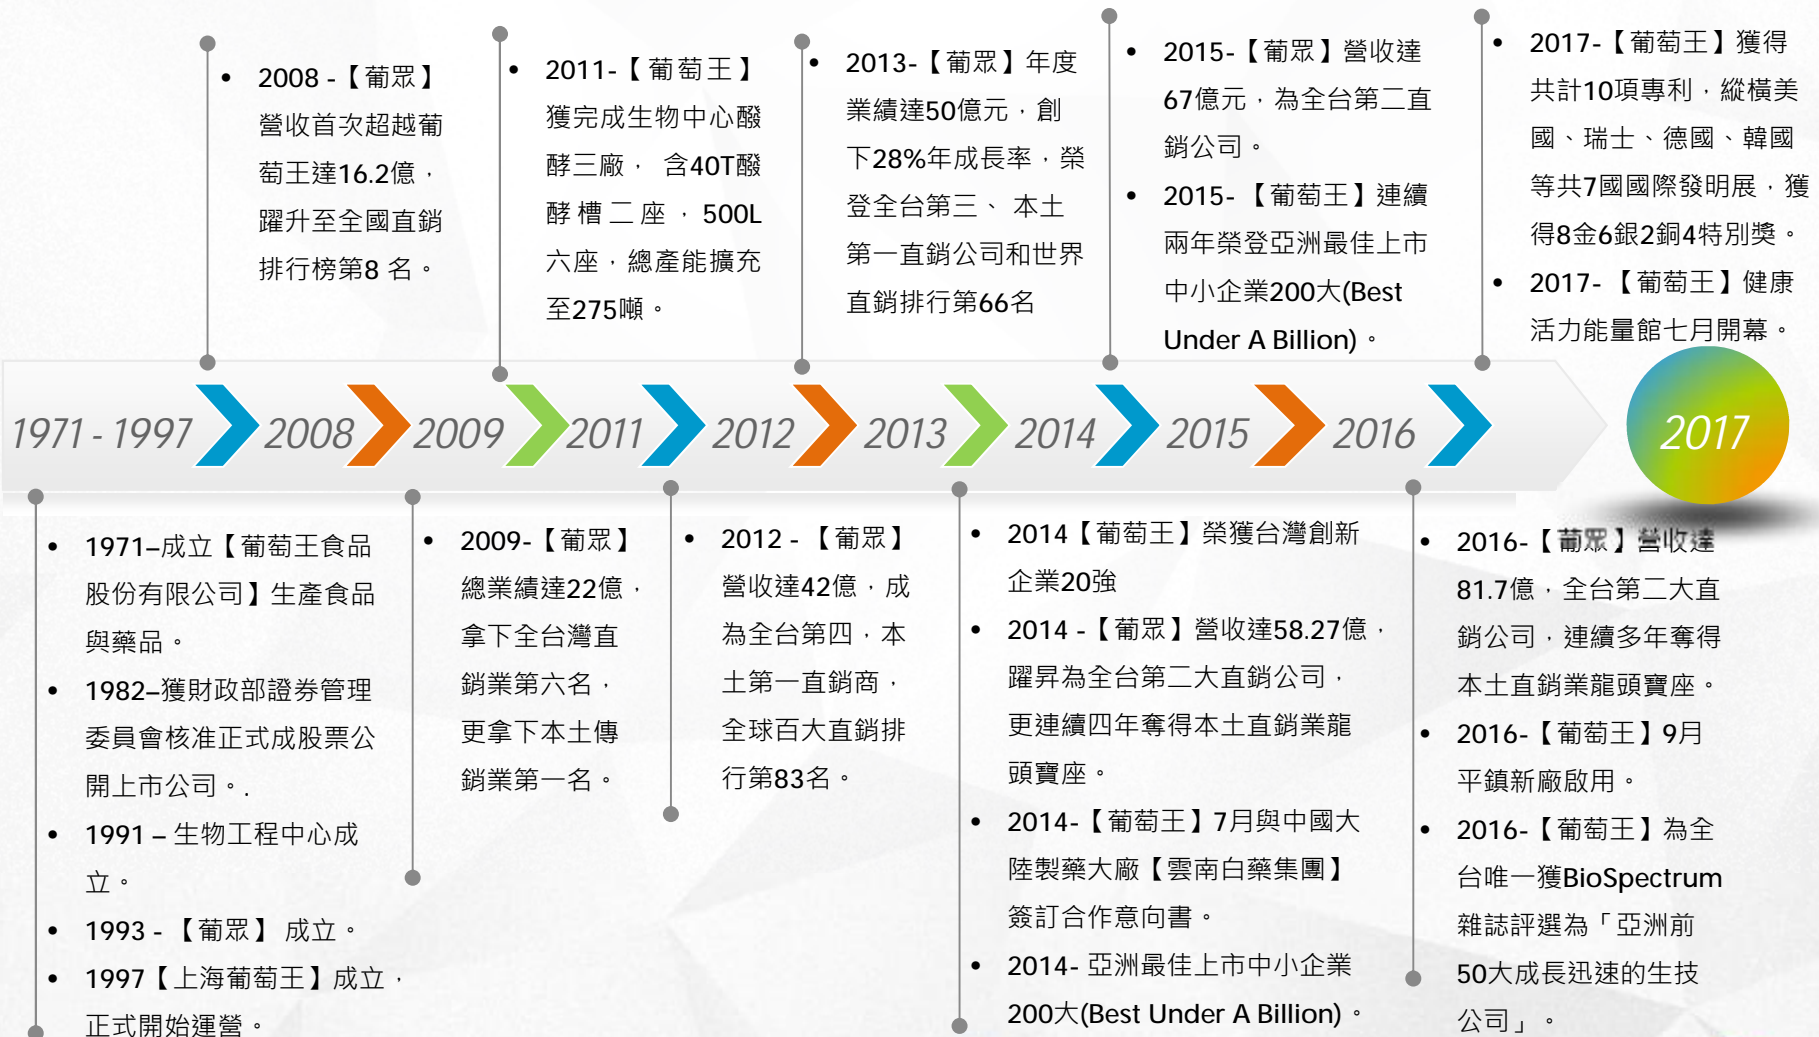 • 2008 -【葡眾】
營收首次超越葡
萄王達16.2億，
躍升至全國直銷
排行榜第8 名。
• 2011-【葡萄王】
獲完成生物中心醱
酵三廠， 含40T醱
酵槽二座，500L
六座，總產能擴充
至275噸。
• 2013-【葡眾】年度
業績達50億元，創
下28%年成長率，榮
登全台第三、 本土
第一直銷公司和世界
直銷排行第66名
• 2015-【葡眾】營收達
67億元，為全台第二直
銷公司。
• 2015- 【葡萄王】連續
兩年榮登亞洲最佳上市
中小企業200大(Best
Under A Billion)。
• 2017-【葡萄王】獲得
共計10項專利，縱橫美
國、瑞士、德國、韓國
等共7國國際發明展，獲
得8金6銀2銅4特別獎。
• 2017- 【葡萄王】健康
活力能量館七月開幕。
1971 - 1997 2008 2009 2011 2012 2013 2014 2015 2016 2017
• 1971–成立【葡萄王食品
股份有限公司】生產食品
與藥品。
• 1982–獲財政部證券管理
委員會核准正式成股票公
開上市公司。.
• 1991 – 生物工程中心成
立。
• 1993 - 【葡眾】 成立。
• 1997【上海葡萄王】成立，
正式開始運營。
• 2009-【葡眾】
總業績達22億，
拿下全台灣直
銷業第六名，
更拿下本土傳
銷業第一名。
• 2012 - 【葡眾】
營收達42億，成
為全台第四，本
土第一直銷商，
全球百大直銷排
行第83名。
• 2014【葡萄王】榮獲台灣創新
企業20強
• 2014 -【葡眾】營收達58.27億，
躍昇為全台第二大直銷公司，
更連續四年奪得本土直銷業龍
頭寶座。
• 2014-【葡萄王】7月與中國大
陸製藥大廠【雲南白藥集團】
簽訂合作意向書。
• 2014- 亞洲最佳上市中小企業
200大(Best Under A Billion)。
• 2016-【葡眾】營收達
81.7億，全台第二大直
銷公司，連續多年奪得
本土直銷業龍頭寶座。
• 2016-【葡萄王】9月
平鎮新廠啟用。
• 2016-【葡萄王】為全
台唯一獲BioSpectrum
雜誌評選為「亞洲前
50大成長迅速的生技
公司」。